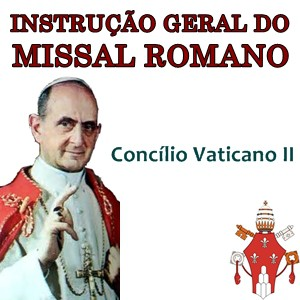 INSTRUÇÃO GERAL DO
MISSAL ROMANO
Concílio Vaticano II